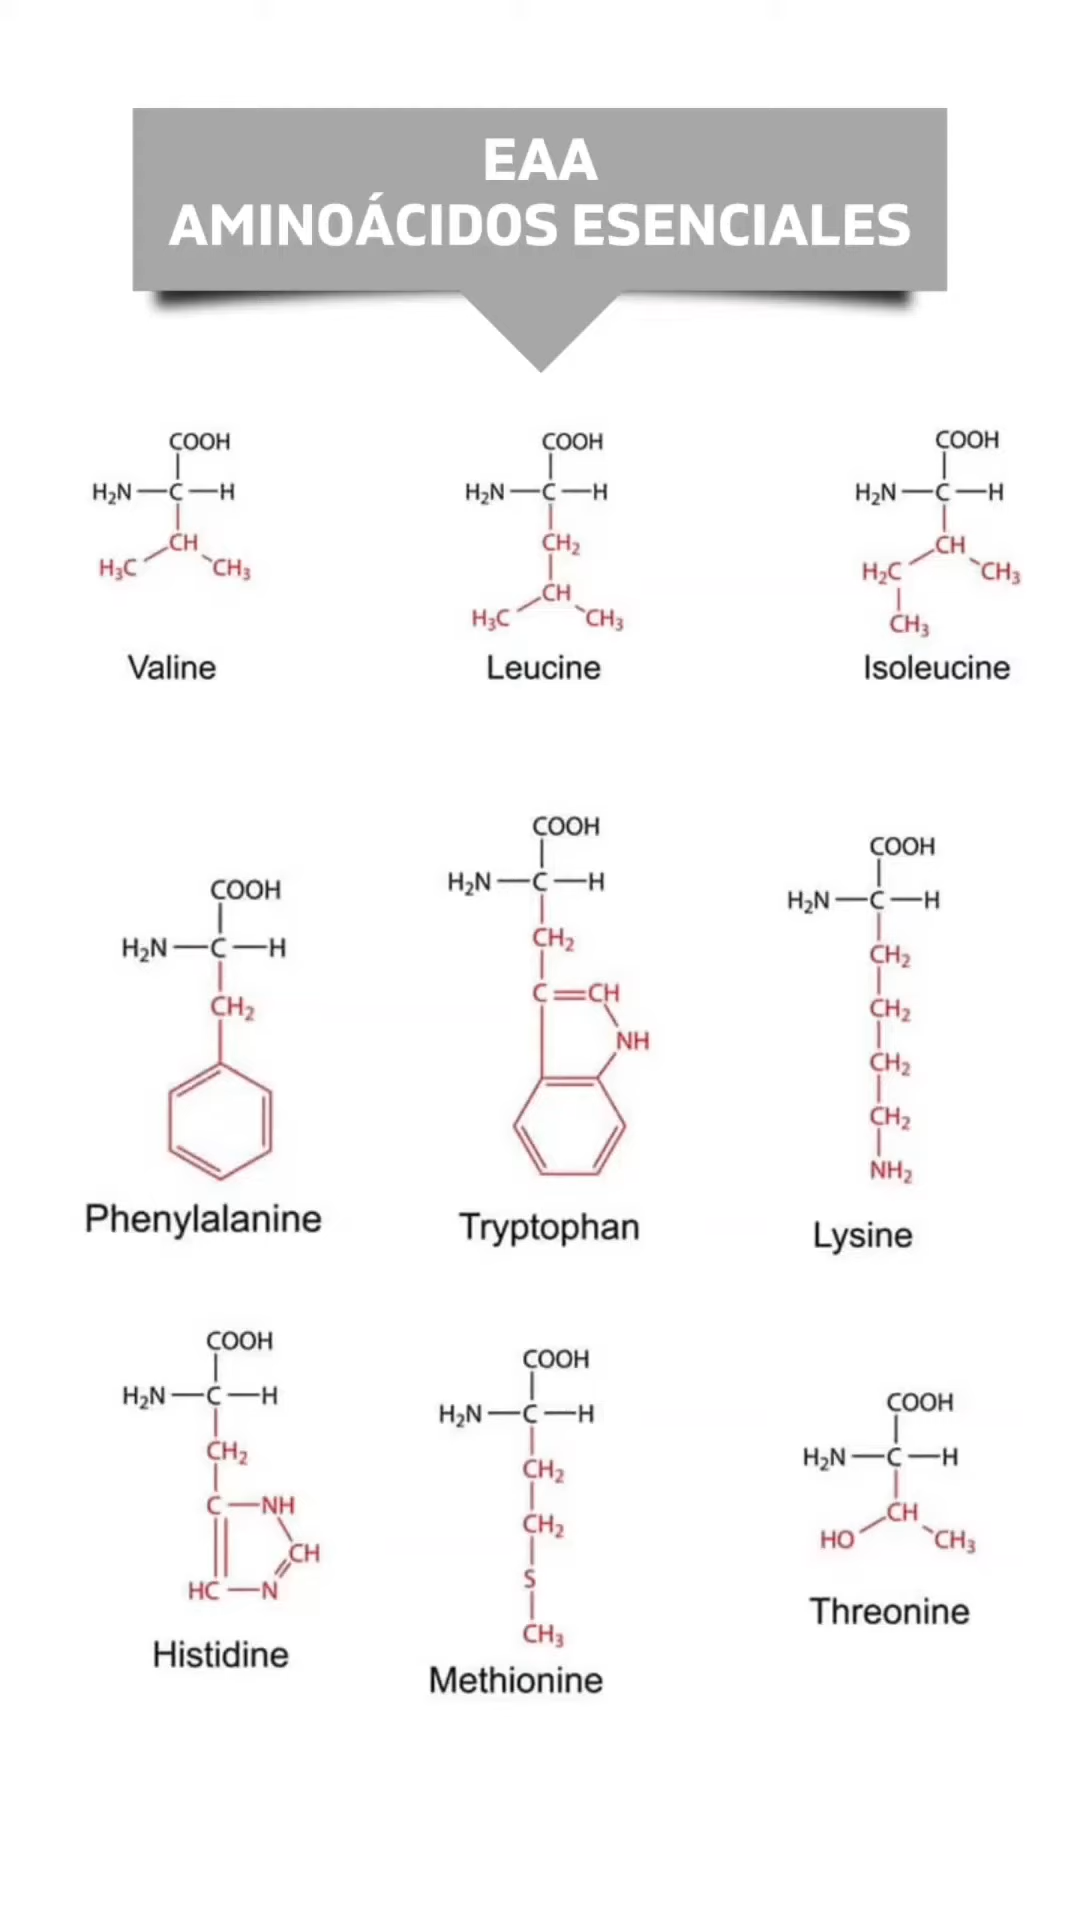 EAA
AMINOÁCIDOS ESENCIALES
COOH
H₂N—C—H
CH
H₃C CH₃
Valine
COOH
H₂N—C—H
CH₂
CH
H₃C CH₃
Leucine
COOH
H₂N—C—H
CH
H₂C CH₃
CH₃
Isoleucine
COOH
H₂N—C—H
CH₂
Phenylalanine
COOH
H₂N—C—H
CH₂
C=CH
NH
Tryptophan
COOH
H₂N—C—H
CH₂
CH₂
CH₂
CH₂
NH₂
Lysine
COOH
H₂N—C—H
CH₂
C—NH
CH
HC—N
Histidine
COOH
H₂N—C—H
CH₂
CH₂
S
CH₃
Methionine
COOH
H₂N—C—H
CH
HO CH₃
Threonine